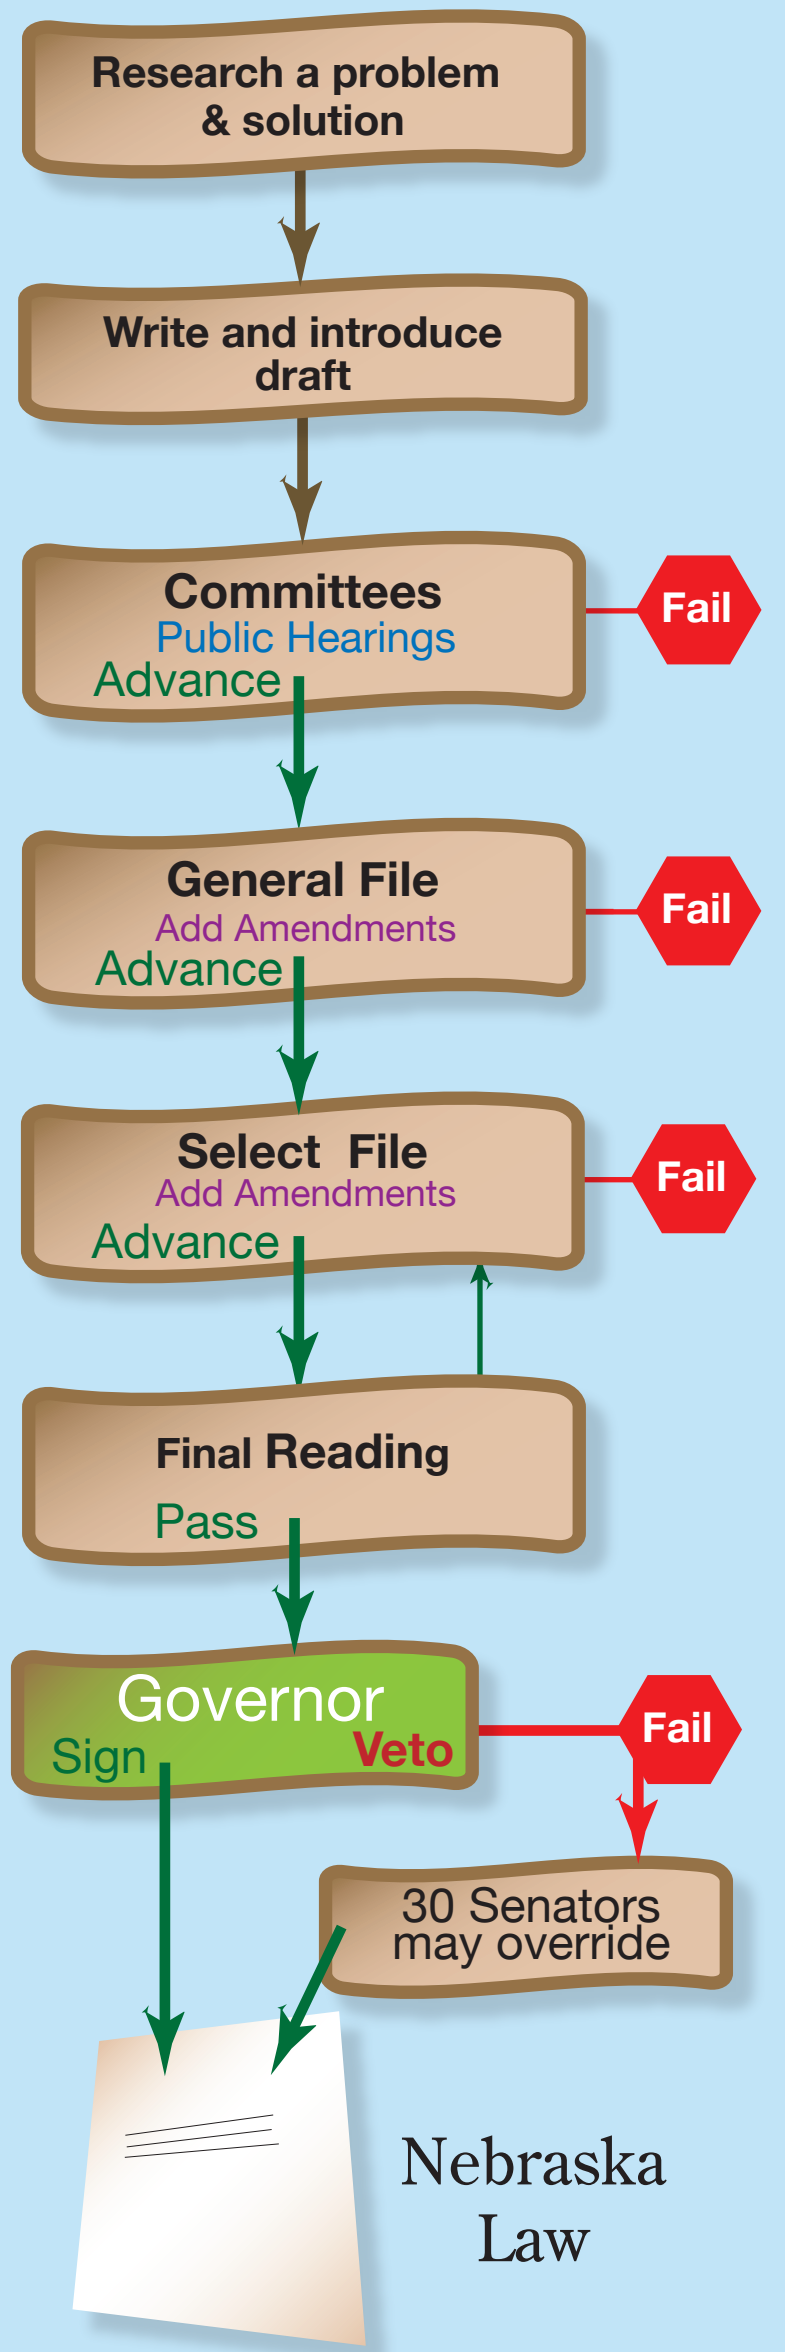 Research a problem
& solution
Write and introduce
draft
Committees
Public Hearings
Advance
Fail
General File
Add Amendments
Advance
Fail
Select File
Add Amendments
Advance
Fail
Final Reading
Pass
Governor
Sign
Veto
Fail
30 Senators
may override
Nebraska
Law